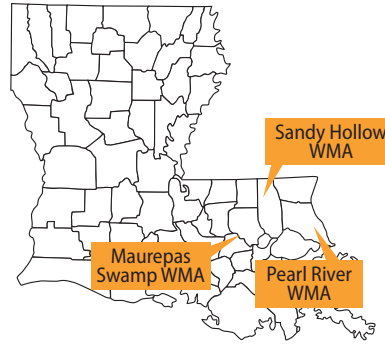 Sandy Hollow
WMA
Maurepas
Swamp WMA
Pearl River
WMA